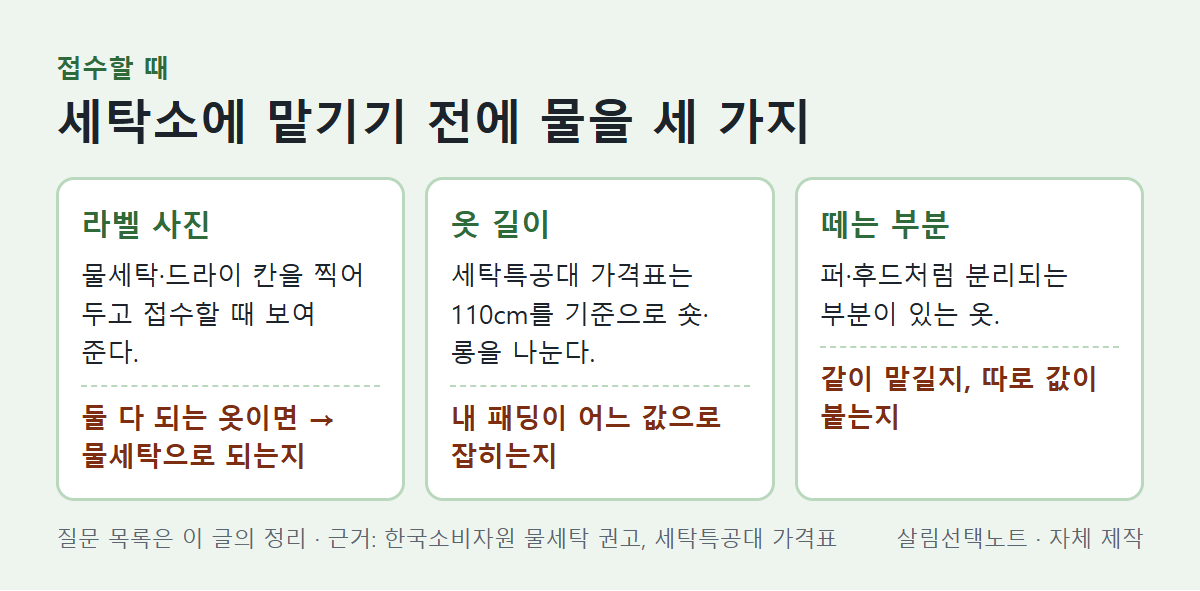 접수할 때
세탁소에 맡기기 전에 물을 세 가지
라벨 사진
물세탁·드라이 칸을 찍어
두고 접수할 때 보여
준다.
둘 다 되는 옷이면 →
물세탁으로 되는지
옷 길이
세탁특공대 가격표는
110cm를 기준으로 숏·
롱을 나눈다.
내 패딩이 어느 값으로
잡히는지
떼는 부분
퍼·후드처럼 분리되는
부분이 있는 옷.
같이 맡길지, 따로 값이
붙는지
질문 목록은 이 글의 정리 · 근거: 한국소비자원 물세탁 권고, 세탁특공대 가격표
살림선택노트 · 자체 제작